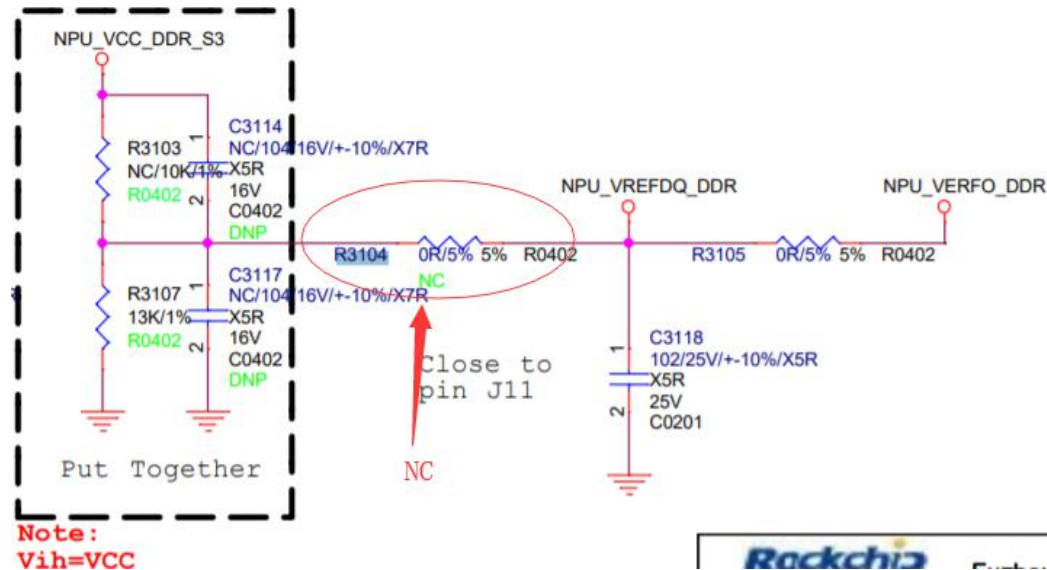 NPU_VCC_DDR_S3
C3114
NC/104/16V/+-10%/X7R
R3103
NC/10K/1%
R0402
1
2
X5R
16V
C0402
DNP
NPU_VREFDQ_DDR
NPU_VERFO_DDR
R3104
0R/5%
5%
R0402
NC
R3105
0R/5%
5%
R0402
C3117
NC/104/16V/+-10%/X7R
R3107
13K/1%
R0402
1
2
X5R
16V
C0402
DNP
Close to
pin J11
C3118
102/25V/+-10%/X5R
1
2
X5R
25V
C0201
Put Together
NC
Note:
Vih=VCC
Rockchip